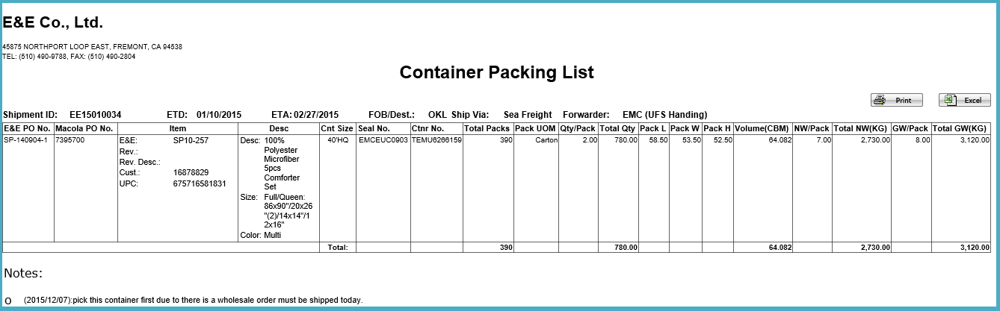 E&E Co., Ltd.
45875 NORTHPORT LOOP EAST, FREMONT, CA 94538
TEL: (510) 490-9788, FAX: (510) 490-2804
Container Packing List
Print Excel
Shipment ID: EE15010034 ETD: 01/10/2015 ETA: 02/27/2015 FOB/Dest.: OKL Ship Via: Sea Freight Forwarder: EMC (UFS Handing)
E&E PO No. Macola PO No. Item Desc Cnt Size Seal No. Ctnr No. Total Packs Pack UOM Qty/Pack Total Qty Pack L Pack W Pack H Volume(CBM) NW/Pack Total NW(KG) GW/Pack Total GW(KG)
SP-140904-1 7395700 E&E: SP10-257 Desc: 100% 40'HQ EMCEUC0903 TEMU6266159 390 Carton 2.00 780.00 58.50 53.50 52.50 64.082 7.00 2,730.00 8.00 3,120.00
Rev.: Polyester
Rev. Desc.: Microfiber
5pcs
Cust.: 16878829 Comforter
UPC: 675716581831 Set
Size: Full/Queen:
86x90"/20x26
"(2)/14x14"/1
2x16"
Color: Multi
Total: 390 780.00 64.082 2,730.00 3,120.00
Notes:
O (2015/12/07):pick this container first due to there is a wholesale order must be shipped today.